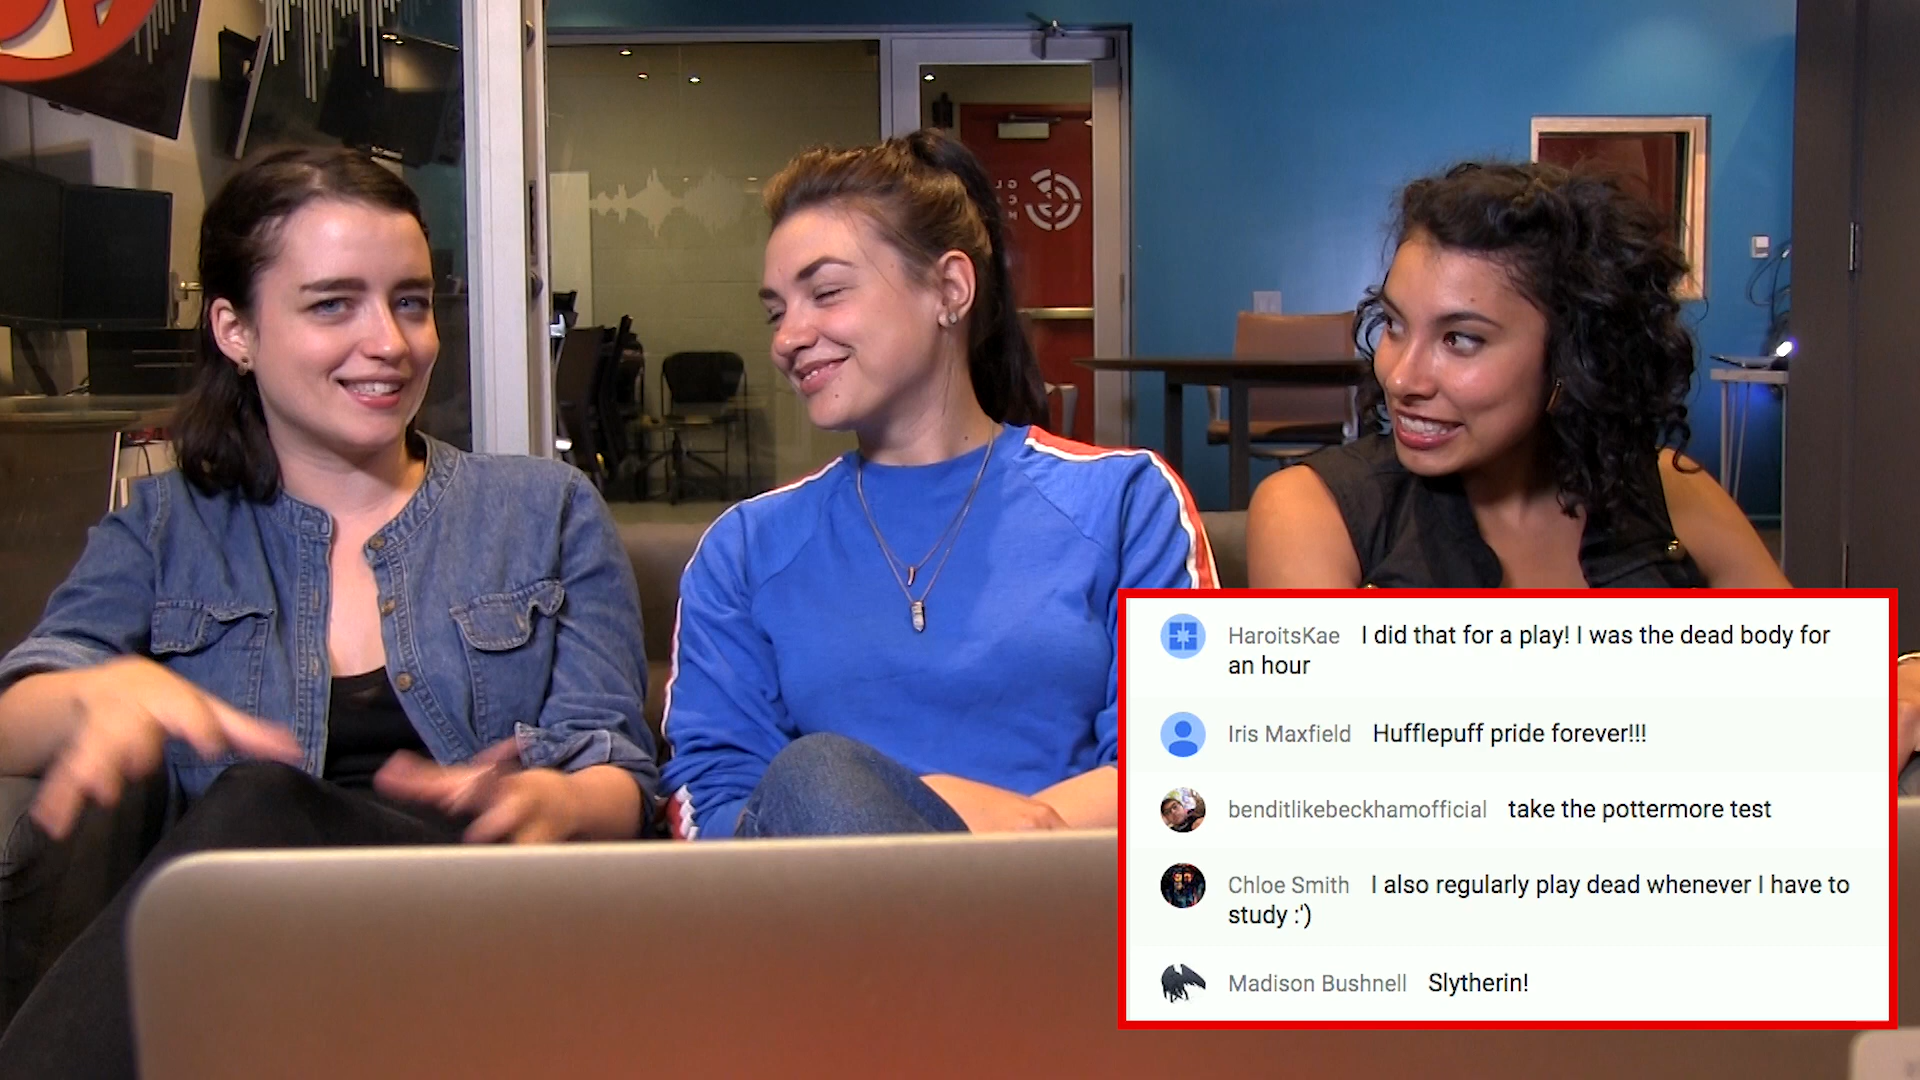 HaroitsKae I did that for a play! I was the dead body for
an hour
Iris Maxfield Hufflepuff pride forever!!!
benditlikebeckhamofficial take the pottermore test
Chloe Smith I also regularly play dead whenever I have to
study :')
Madison Bushnell Slytherin!